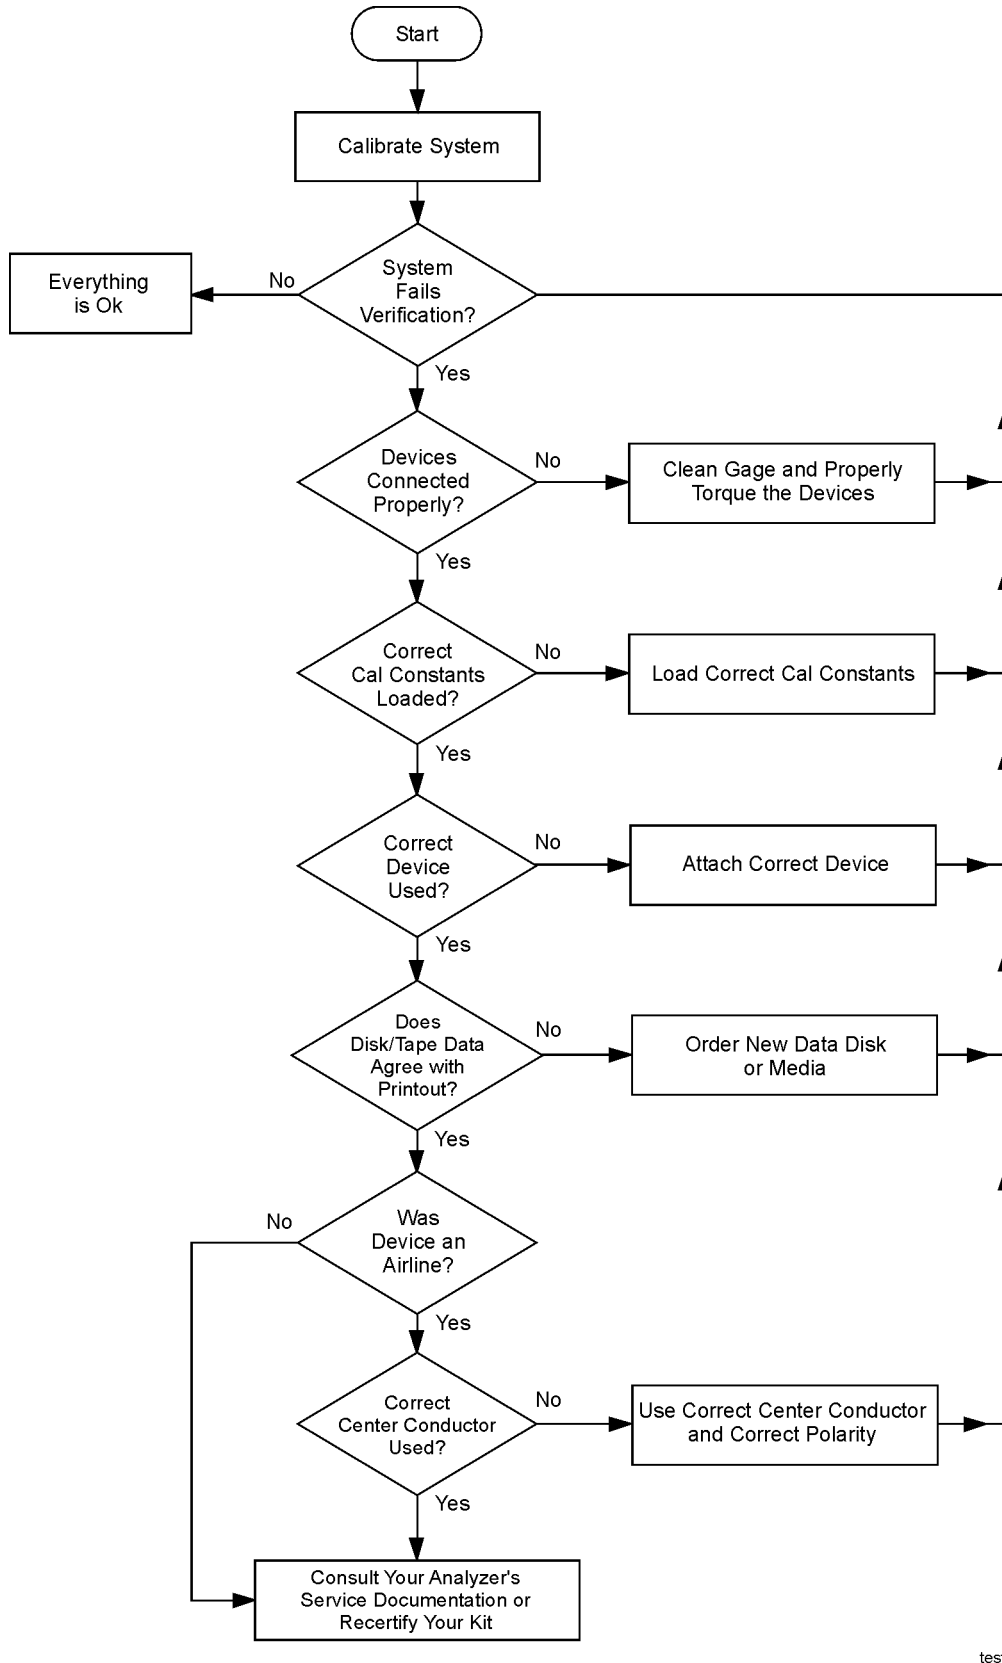 Start
Calibrate System
System
Fails
Verification?
No
Everything
is Ok
Yes
Devices
Connected
Properly?
No
Clean Gage and Properly
Torque the Devices
Yes
Correct
Cal Constants
Loaded?
No
Load Correct Cal Constants
Yes
Correct
Device
Used?
No
Attach Correct Device
Yes
Does
Disk/Tape Data
Agree with
Printout?
No
Order New Data Disk
or Media
Yes
Was
Device an
Airline?
No
Yes
Correct
Center Conductor
Used?
No
Use Correct Center Conductor
and Correct Polarity
Yes
Consult Your Analyzer's
Service Documentation or
Recertify Your Kit